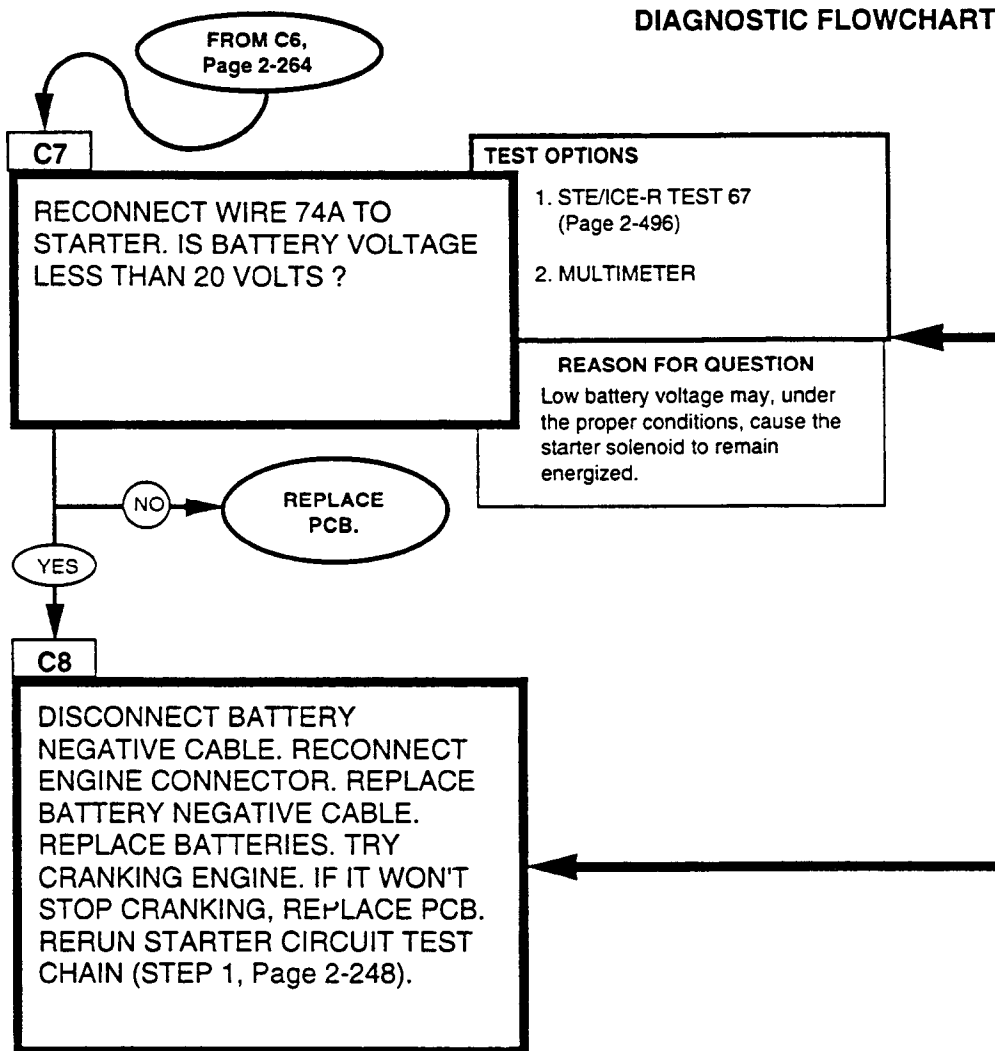 DIAGNOSTIC FLOWCHART
FROM C6,
Page 2-264
C7
RECONNECT WIRE 74A TO
STARTER. IS BATTERY VOLTAGE
LESS THAN 20 VOLTS ?
TEST OPTIONS
1. STE/ICE-R TEST 67
(Page 2-496)
2. MULTIMETER
REASON FOR QUESTION
Low battery voltage may, under
the proper conditions, cause the
starter solenoid to remain
energized.
NO
REPLACE
PCB.
YES
C8
DISCONNECT BATTERY
NEGATIVE CABLE. RECONNECT
ENGINE CONNECTOR. REPLACE
BATTERY NEGATIVE CABLE.
REPLACE BATTERIES. TRY
CRANKING ENGINE. IF IT WON'T
STOP CRANKING, REPLACE PCB.
RERUN STARTER CIRCUIT TEST
CHAIN (STEP 1, Page 2-248).